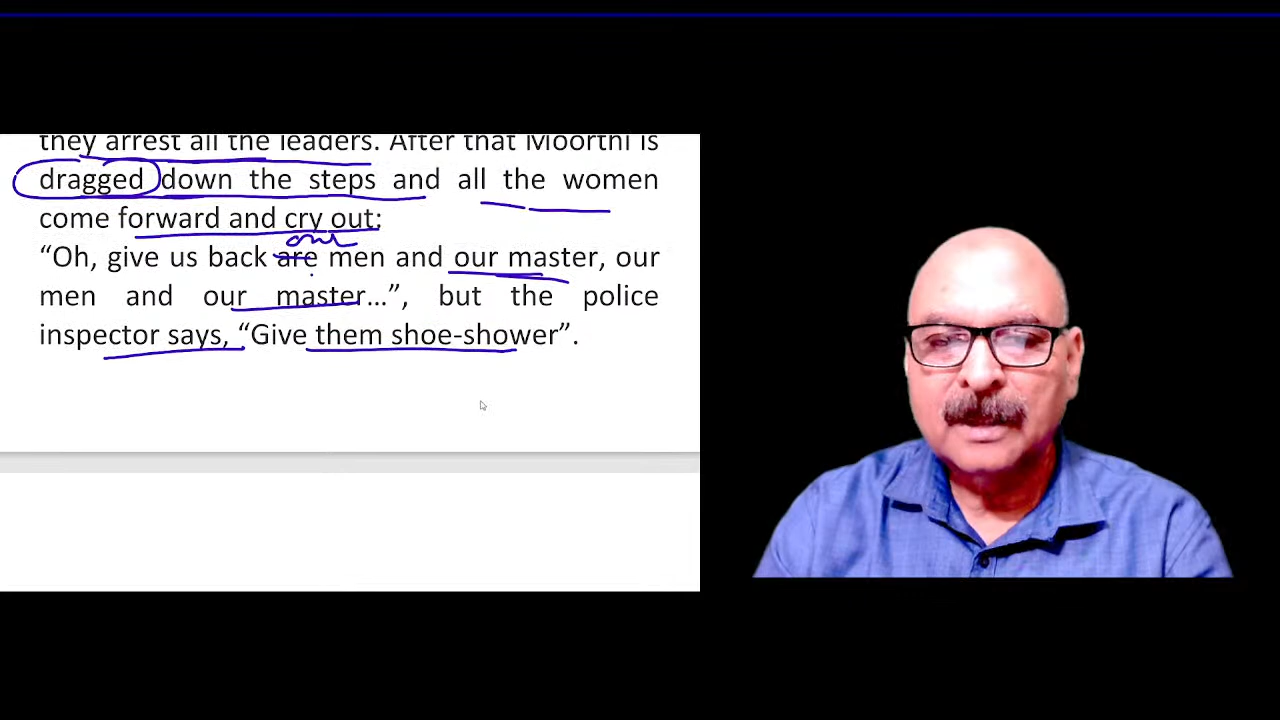 they arrest all the leaders. After that Moorthi is
dragged down the steps and all the women
come forward and cry out:
our
“Oh, give us back are men and our master, our
men and our master...”, but the police
inspector says, “Give them shoe-shower”.